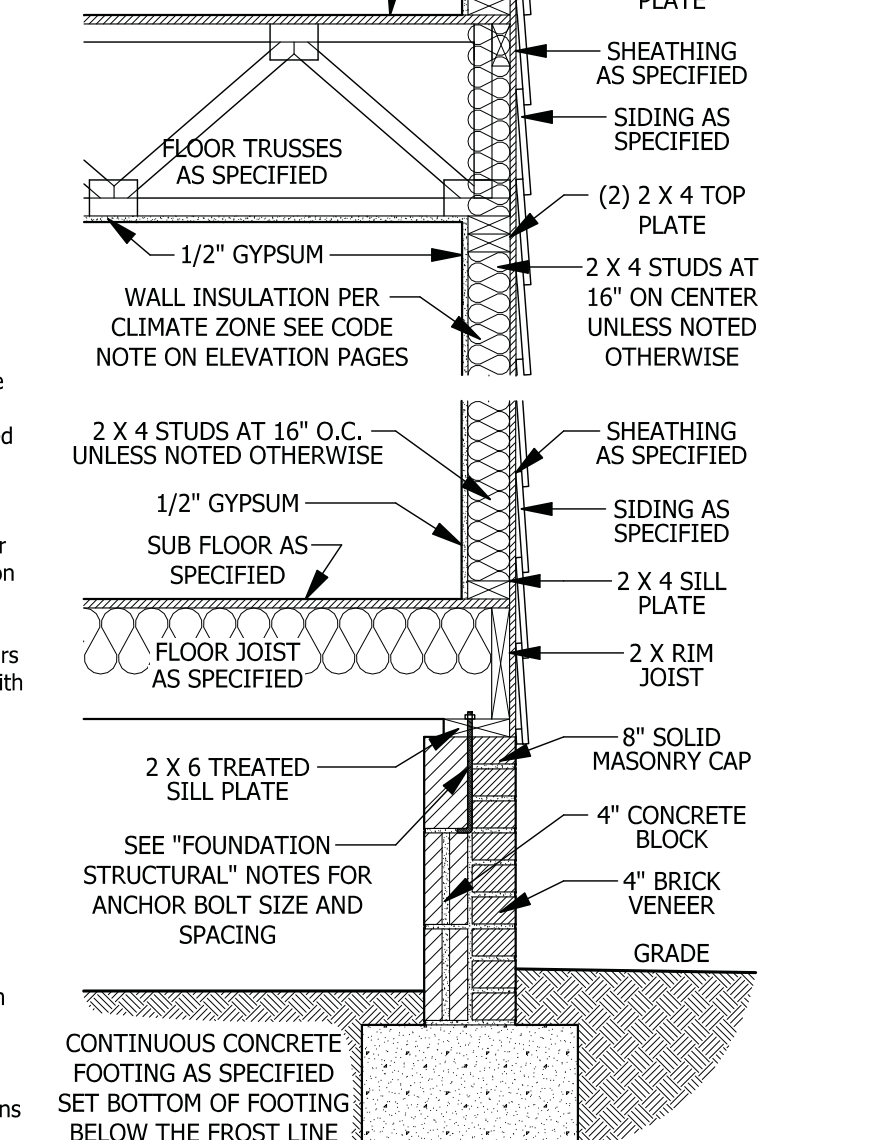 PLATE
SHEATHING
AS SPECIFIED
SIDING AS
SPECIFIED
FLOOR TRUSSES
AS SPECIFIED
(2) 2 X 4 TOP
PLATE
1/2" GYPSUM
2 X 4 STUDS AT
16" ON CENTER
UNLESS NOTED
OTHERWISE
WALL INSULATION PER
CLIMATE ZONE SEE CODE
NOTE ON ELEVATION PAGES
e
ed
2 X 4 STUDS AT 16" O.C.
UNLESS NOTED OTHERWISE
SHEATHING
AS SPECIFIED
1/2" GYPSUM
SIDING AS
SPECIFIED
r
on
SUB FLOOR AS
SPECIFIED
2 X 4 SILL
PLATE
rs
ith
FLOOR JOIST
AS SPECIFIED
2 X RIM
JOIST
8" SOLID
MASONRY CAP
2 X 6 TREATED
SILL PLATE
4" CONCRETE
BLOCK
SEE "FOUNDATION
STRUCTURAL" NOTES FOR
ANCHOR BOLT SIZE AND
SPACING
4" BRICK
VENEER
GRADE
CONTINUOUS CONCRETE
FOOTING AS SPECIFIED
SET BOTTOM OF FOOTING
BELOW THE FROST LINE
ns